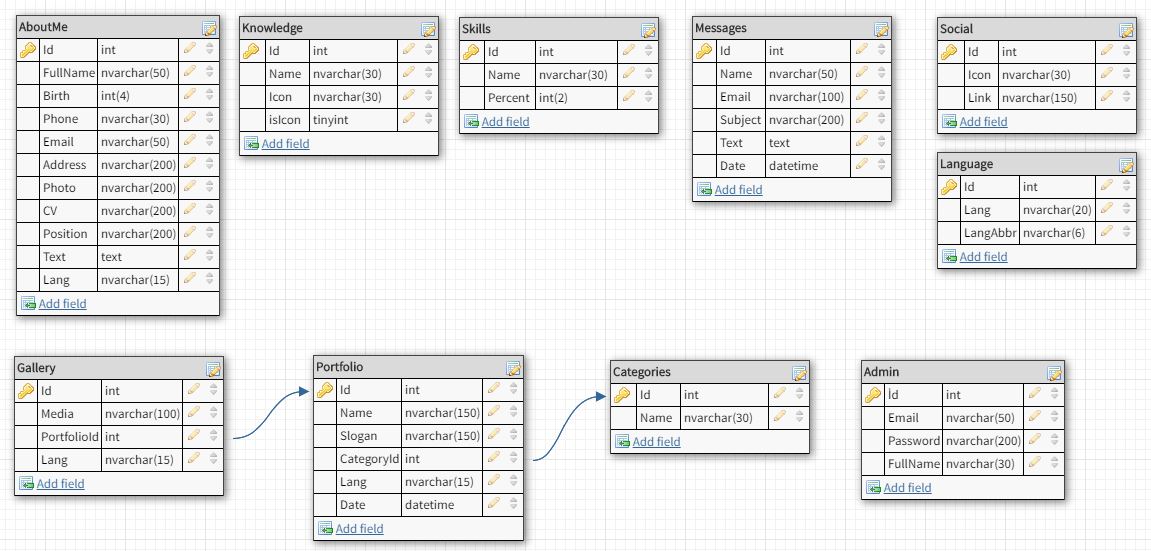 AboutMe
Id int
FullName nvarchar(50)
Birth int(4)
Phone nvarchar(30)
Email nvarchar(50)
Address nvarchar(200)
Photo nvarchar(200)
CV nvarchar(200)
Position nvarchar(200)
Text text
Lang nvarchar(15)
Add field
Knowledge
Id int
Name nvarchar(30)
Icon nvarchar(30)
isIcon tinyint
Add field
Skills
Id int
Name nvarchar(30)
Percent int(2)
Add field
Messages
Id int
Name nvarchar(50)
Email nvarchar(100)
Subject nvarchar(200)
Text text
Date datetime
Add field
Social
Id int
Icon nvarchar(30)
Link nvarchar(150)
Add field
Language
Id int
Lang nvarchar(20)
LangAbbr nvarchar(6)
Add field
Gallery
Id int
Media nvarchar(100)
PortfolioId int
Lang nvarchar(15)
Add field
Portfolio
Id int
Name nvarchar(150)
Slogan nvarchar(150)
CategoryId int
Lang nvarchar(15)
Date datetime
Add field
Categories
Id int
Name nvarchar(30)
Add field
Admin
İd int
Email nvarchar(50)
Password nvarchar(200)
FullName nvarchar(30)
Add field